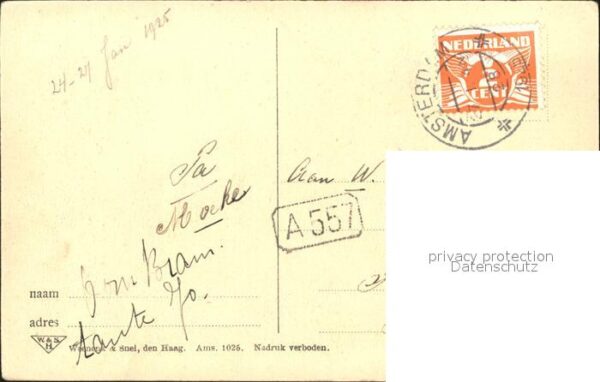 24-27 Jan 1925
NEDERLAND
CENT
AMSTERDAM
Pa
Moeke
Aan W.
A 557
Bram.
tante Jo.
naam
adres
W&S
H
Weenenk & Snel, den Haag. Ams. 1025. Nadruk verboden.
privacy protection
Datenschutz